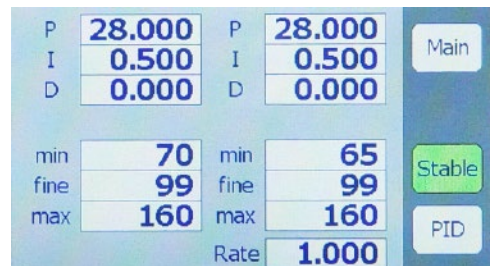 P 28.000 P 28.000
I 0.500 I 0.500
D 0.000 D 0.000
Main
min 70 min 65
fine 99 fine 99
max 160 max 160
Rate 1.000
Stable
PID